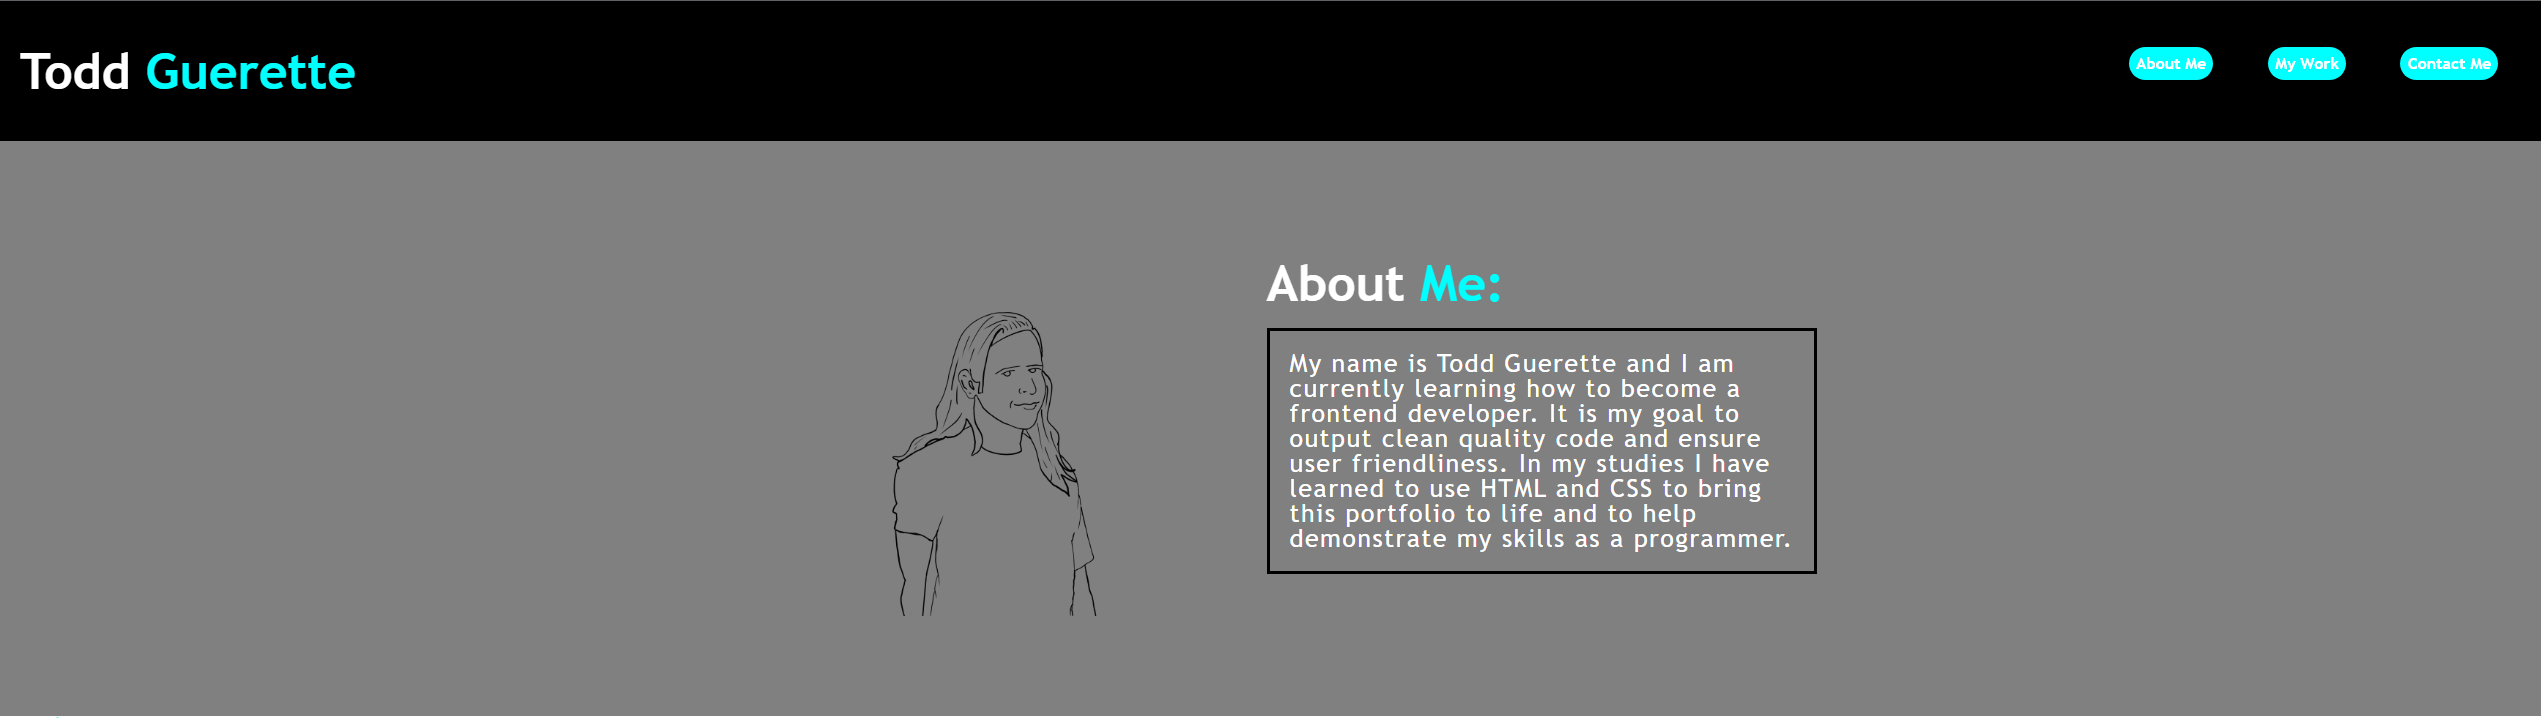 Todd Guerette
About Me
My Work
Contact Me
About Me:
My name is Todd Guerette and I am
currently learning how to become a
frontend developer. It is my goal to
output clean quality code and ensure
user friendliness. In my studies I have
learned to use HTML and CSS to bring
this portfolio to life and to help
demonstrate my skills as a programmer.